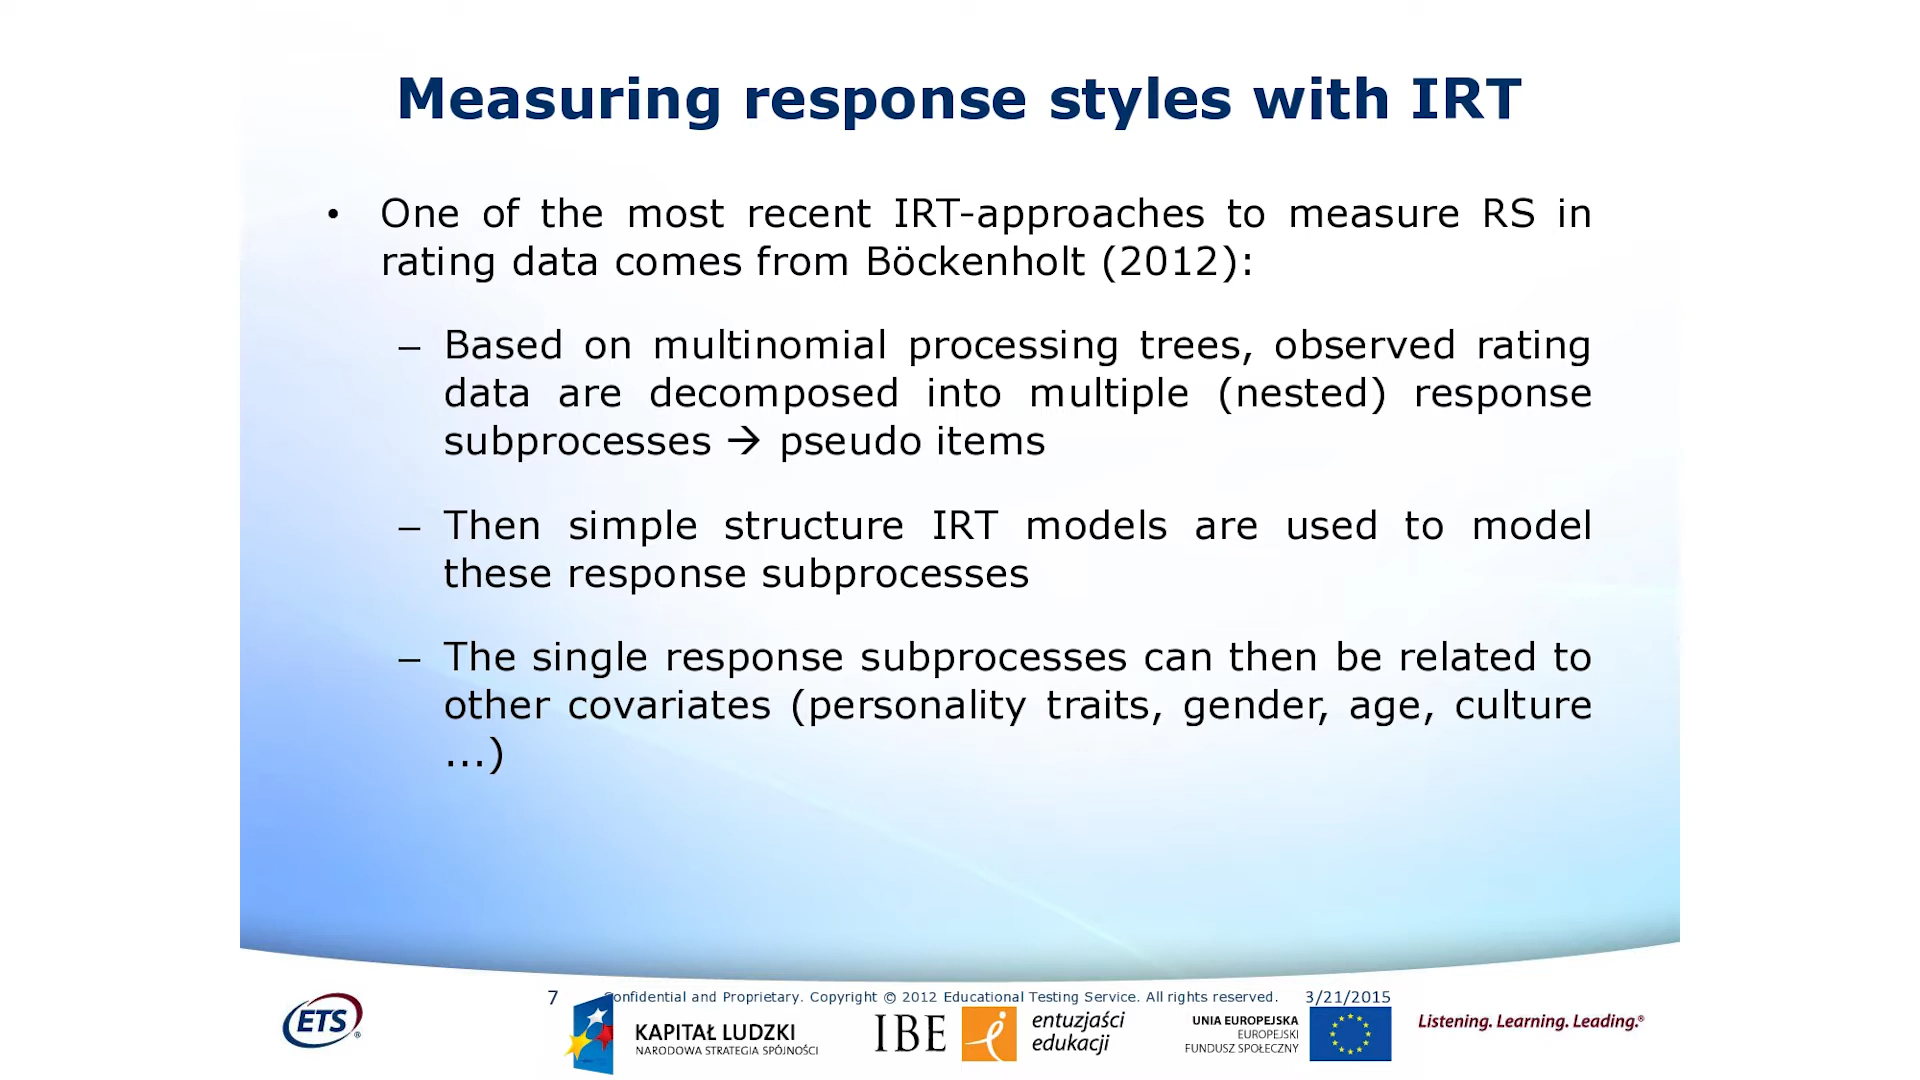 Measuring response styles with IRT
• One of the most recent IRT-approaches to measure RS in
rating data comes from Böckenholt (2012):
– Based on multinomial processing trees, observed rating
data are decomposed into multiple (nested) response
subprocesses → pseudo items
– Then simple structure IRT models are used to model
these response subprocesses
– The single response subprocesses can then be related to
other covariates (personality traits, gender, age, culture
...)
7
Confidential and Proprietary. Copyright © 2012 Educational Testing Service. All rights reserved.
3/21/2015
ETS®
KAPITAŁ LUDZKI
NARODOWA STRATEGIA SPÓJNOŚCI
IBE
entuzjaści
edukacji
UNIA EUROPEJSKA
EUROPEJSKI
FUNDUSZ SPOŁECZNY
Listening. Learning. Leading.®